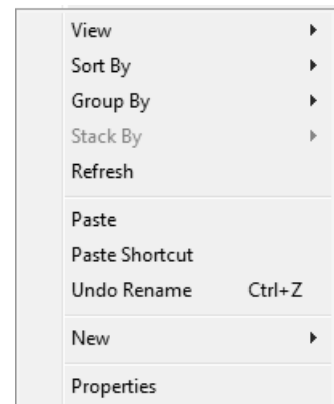 View
Sort By
Group By
Stack By
Refresh
Paste
Paste Shortcut
Undo Rename Ctrl+Z
New
Properties